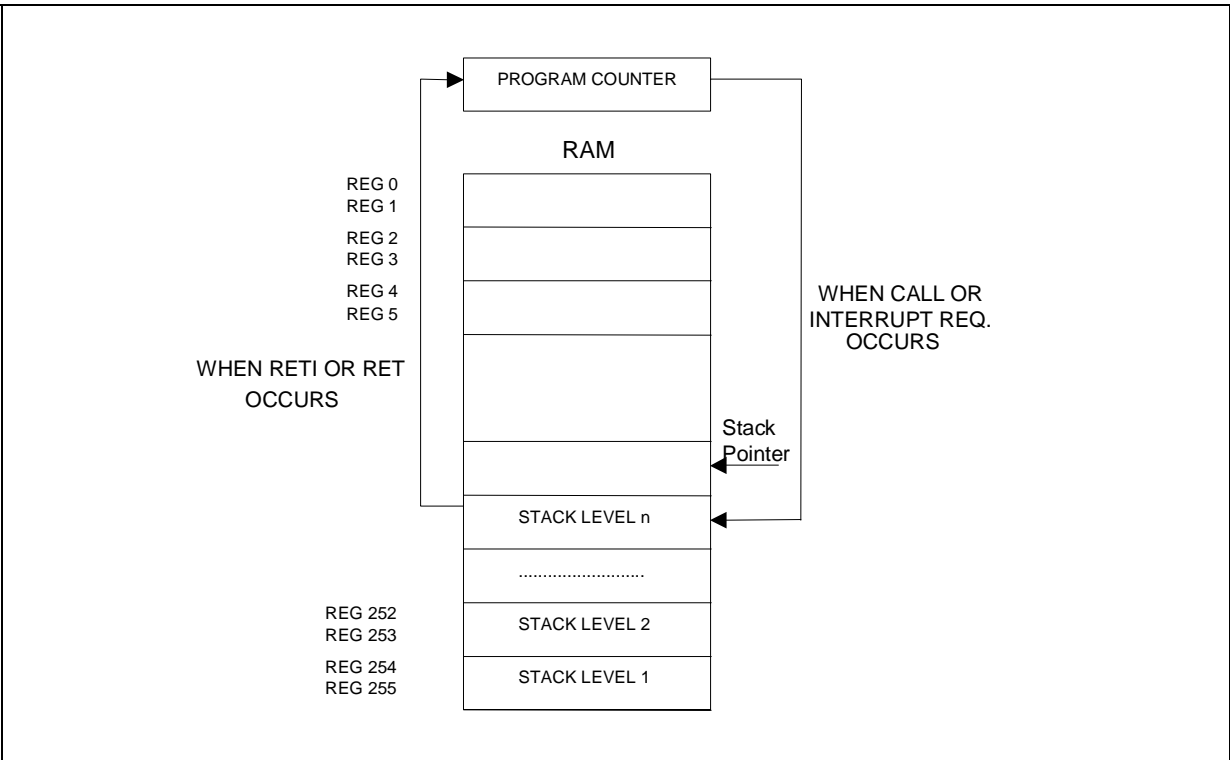 PROGRAM COUNTER
RAM
REG 0
REG 1
REG 2
REG 3
REG 4
REG 5
WHEN CALL OR
INTERRUPT REQ.
OCCURS
WHEN RETI OR RET
OCCURS
Stack
Pointer
STACK LEVEL n
..........................
REG 252
REG 253
STACK LEVEL 2
REG 254
REG 255
STACK LEVEL 1